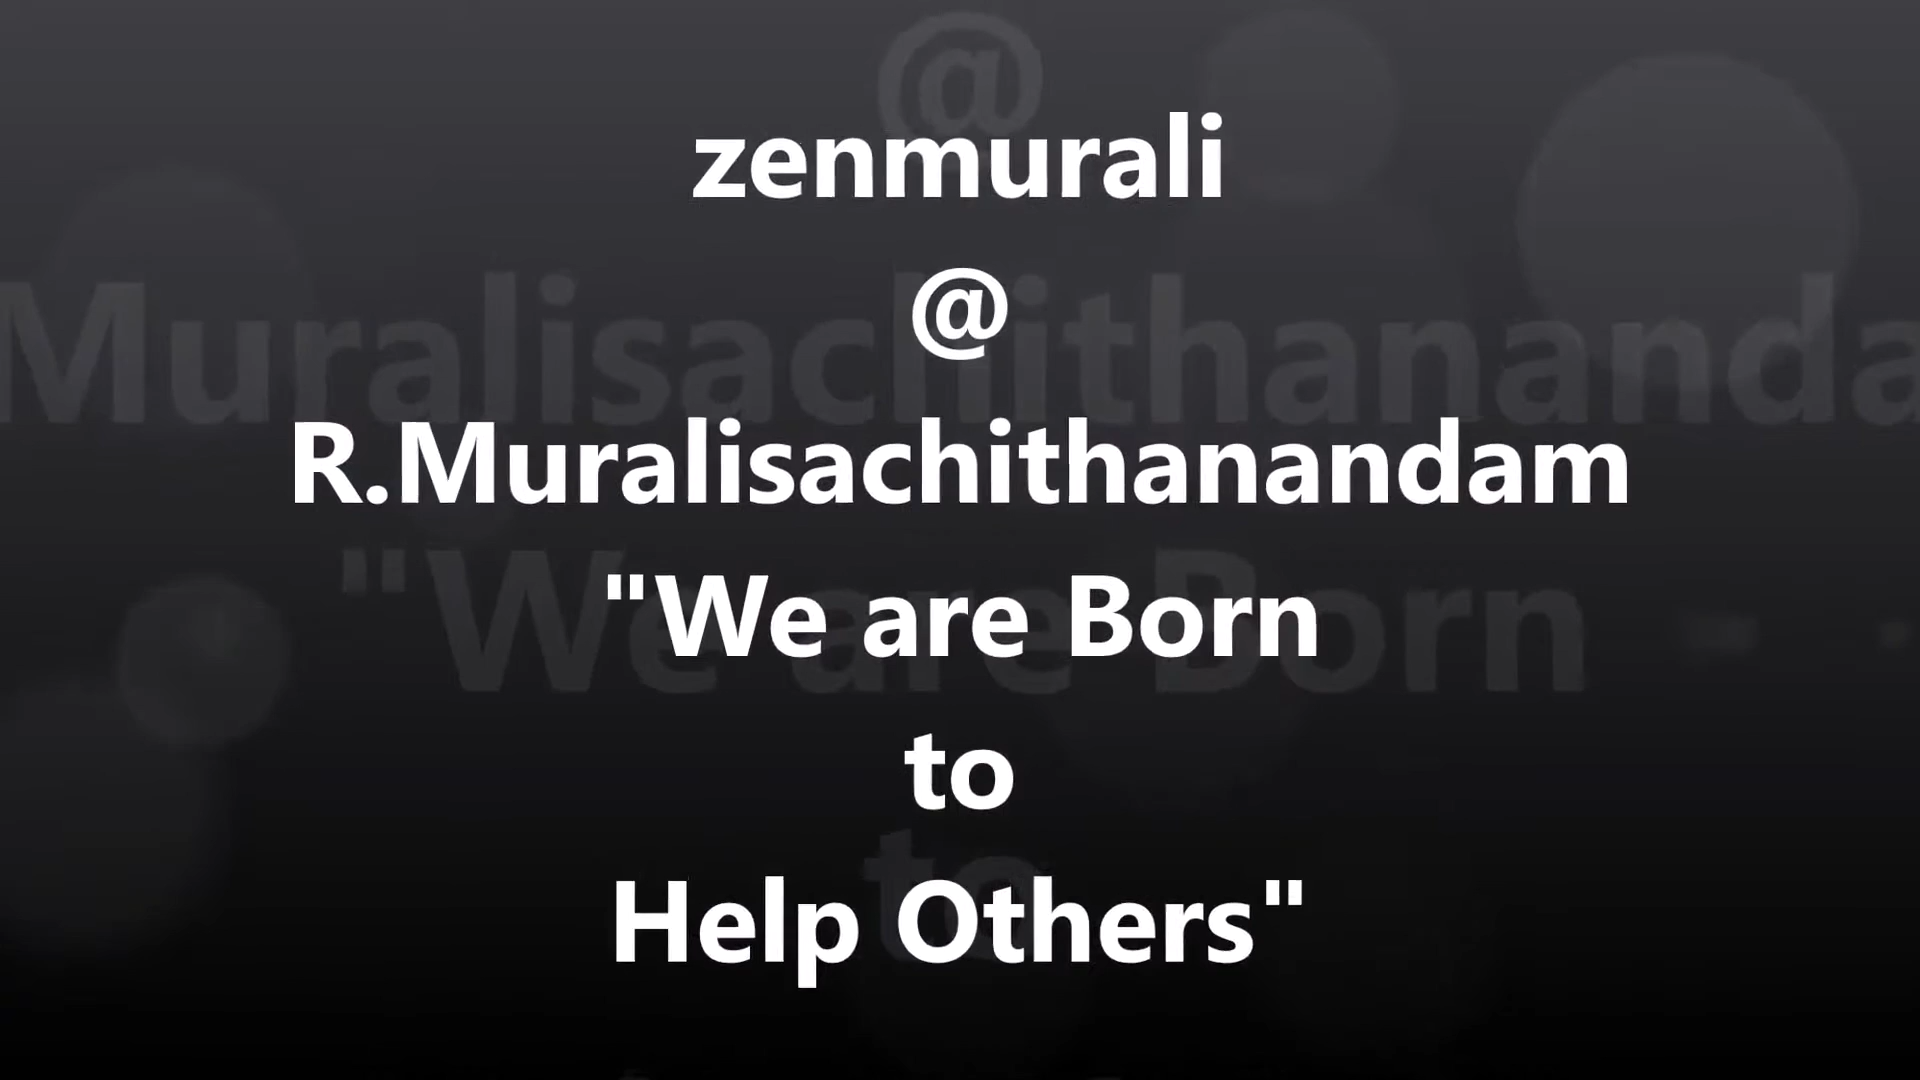 zenmurali
@
R.Muralisachithanandam
"We are Born
to
Help Others"